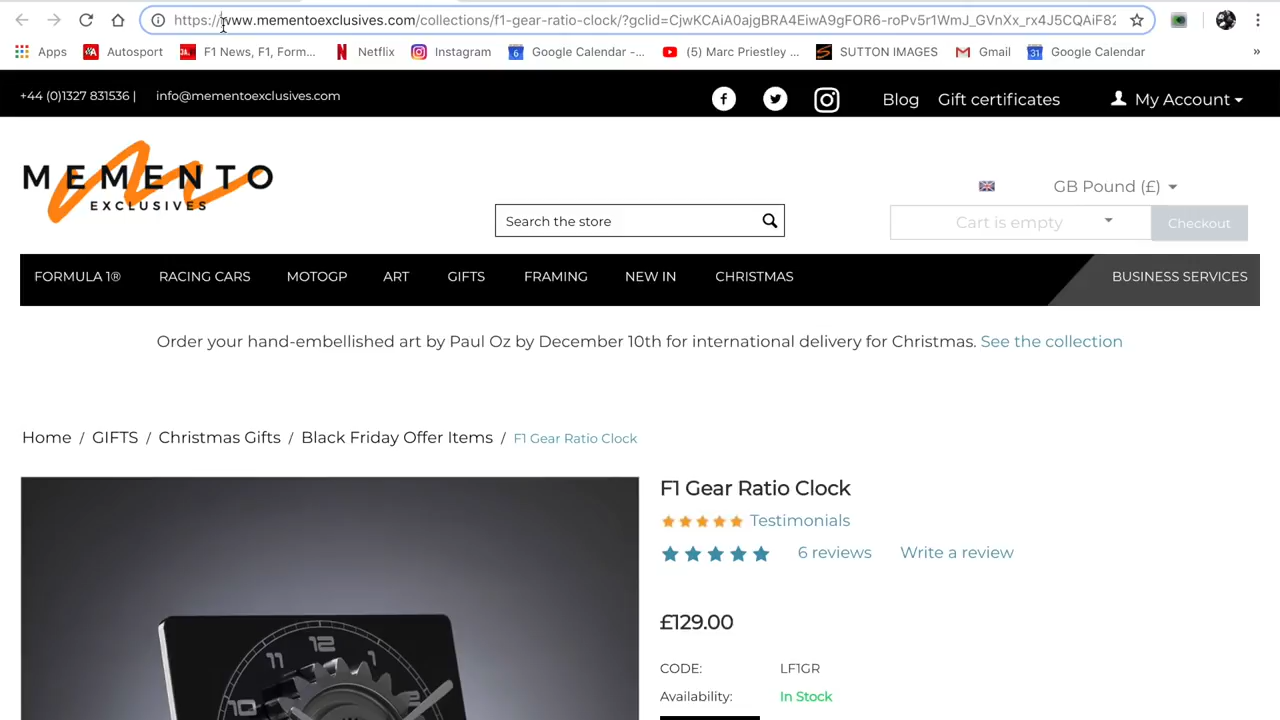 https://www.mementoexclusives.com/collections/f1-gear-ratio-clock/?gclid=CjwKCAiA0ajgBRA4EiwA9gFOR6-roPv5r1WmJ_GVnXx_rx4J5CQAiF82
Apps Autosport F1 News, F1, Form... Netflix Instagram Google Calendar -... (5) Marc Priestley ... SUTTON IMAGES Gmail Google Calendar »
+44 (0)1327 831536 | info@mementoexclusives.com Blog Gift certificates My Account
MEMENTO
EXCLUSIVES
GB Pound (£)
Search the store Cart is empty Checkout
FORMULA 1® RACING CARS MOTOGP ART GIFTS FRAMING NEW IN CHRISTMAS BUSINESS SERVICES
Order your hand-embellished art by Paul Oz by December 10th for international delivery for Christmas. See the collection
Home / GIFTS / Christmas Gifts / Black Friday Offer Items / F1 Gear Ratio Clock
F1 Gear Ratio Clock
Testimonials
6 reviews Write a review
£129.00
CODE: LF1GR
Availability: In Stock
12
11 1
10